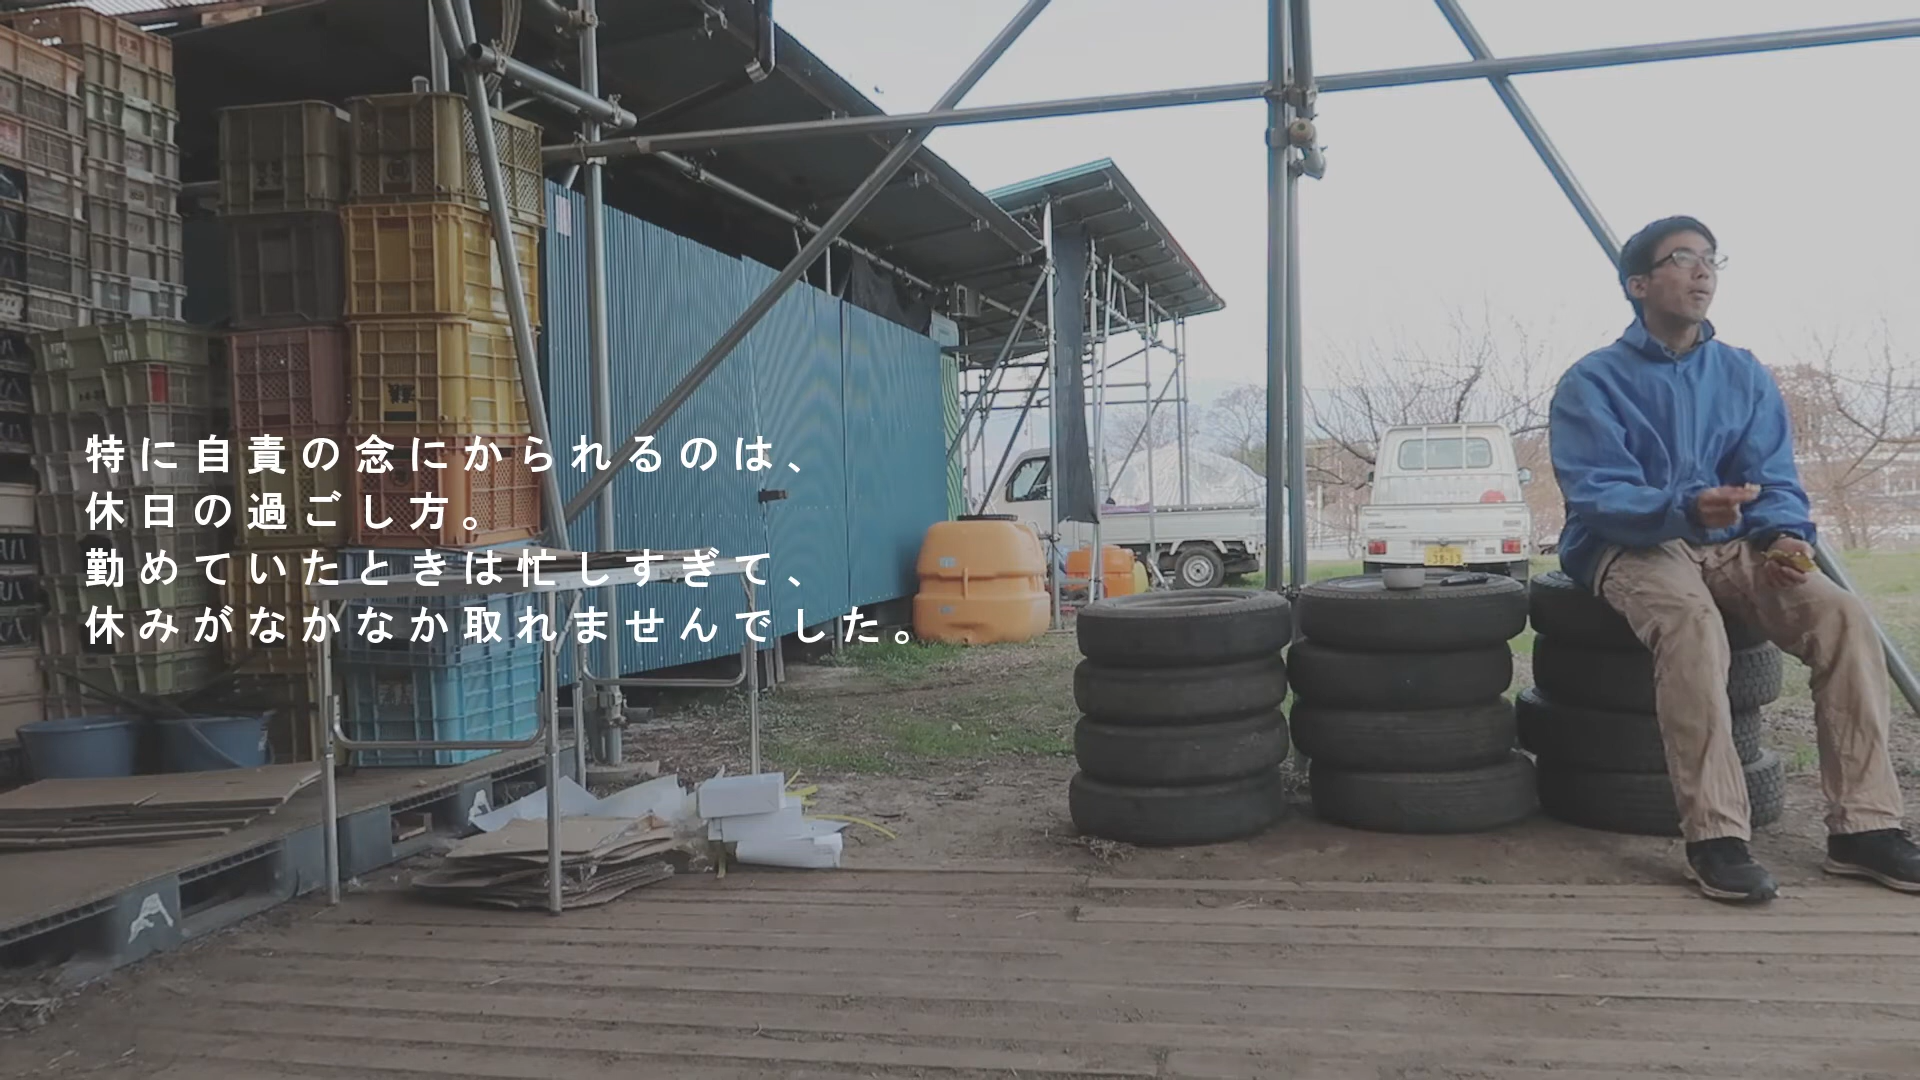 特に自責の念にかられるのは、
休日の過ごし方。
勤めていたときは忙しすぎて、
休みがなかなか取れませんでした。